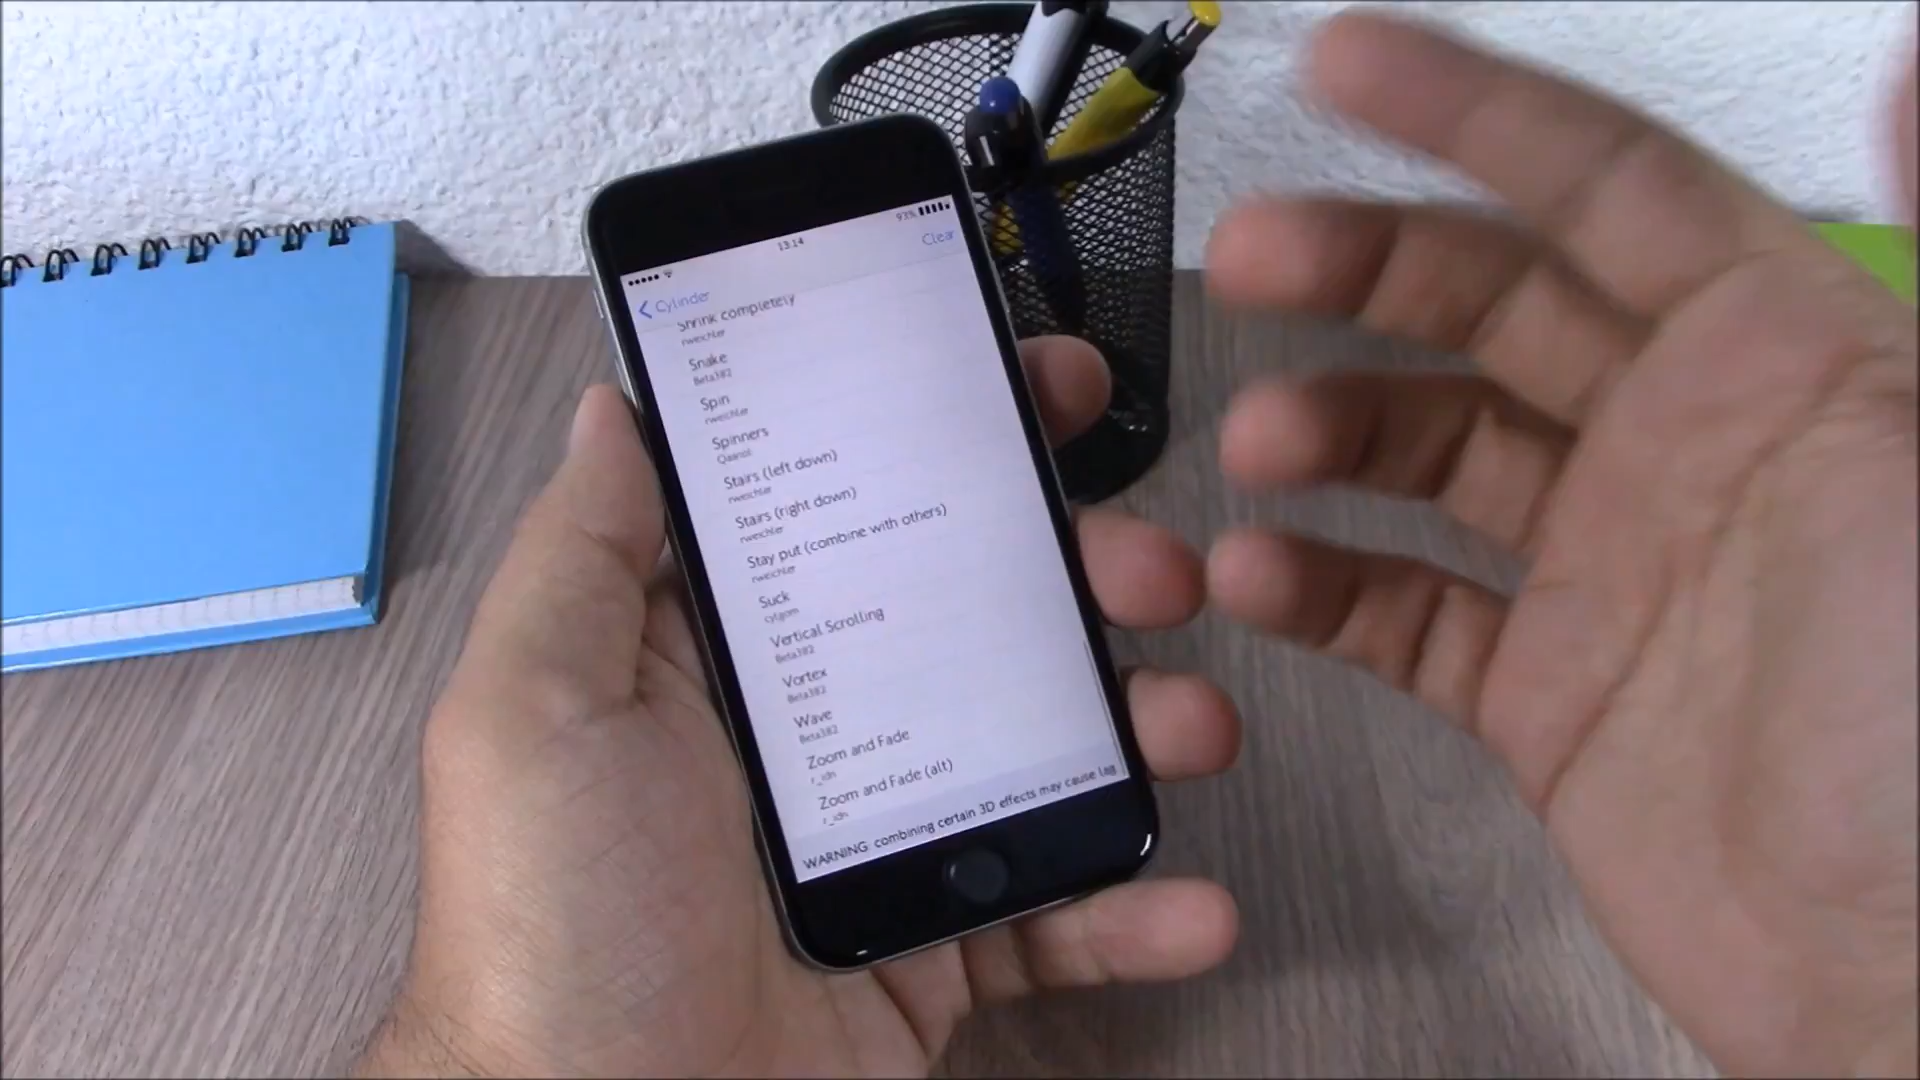 13:14
93%
Cylinder
Clear
Shrink completely
rweichler
Snake
Beta382
Spin
rweichler
Spinners
Qaanol
Stairs (left down)
rweichler
Stairs (right down)
rweichler
Stay put (combine with others)
rweichler
Suck
cytgom
Vertical Scrolling
Beta382
Vortex
Beta382
Wave
Beta382
Zoom and Fade
r_idn
Zoom and Fade (alt)
r_idn
WARNING: combining certain 3D effects may cause lag